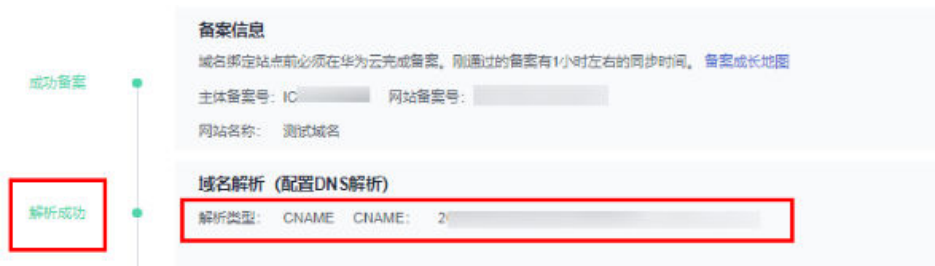 备案信息
域名绑定站点前必须在华为云完成备案。刚通过的备案有1小时左右的同步时间。 备案成长地图
成功备案
主体备案号：IC 网站备案号：
网站名称： 测试域名
域名解析（配置DNS解析）
解析成功
解析类型： CNAME CNAME： 2